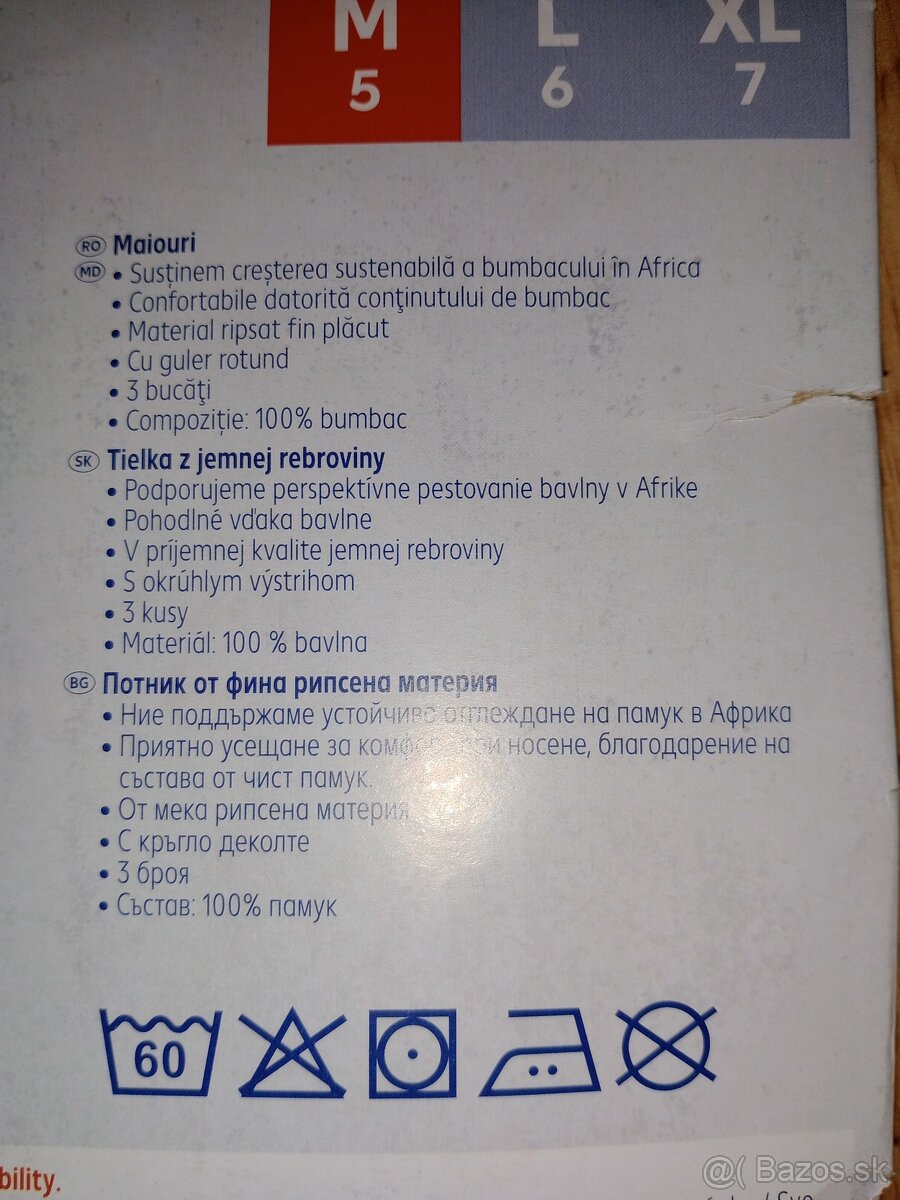 M L XL
5 6 7
RO Maiouri
MD • Susținem creșterea sustenabilă a bumbacului în Africa
• Confortabile datorită conţinutului de bumbac
• Material ripsat fin plăcut
• Cu guler rotund
• 3 bucăţi
• Compoziție: 100% bumbac
SK Tielka z jemnej rebroviny
• Podporujeme perspektívne pestovanie bavlny v Afrike
• Pohodlné vďaka bavlne
• V príjemnej kvalite jemnej rebroviny
• S okrúhlym výstrihom
• 3 kusy
• Materiál: 100 % bavlna
BG Потник от фина рипсена материя
• Ние поддържаме устойчиво отглеждане на памук в Африка
• Приятно усещане за носене, благодарение на
състава от чист памук.
• От мека рипсена материя
• С кръгло деколте
• 3 броя
• Състав: 100% памук
60
bility.
@( Bazos.sk